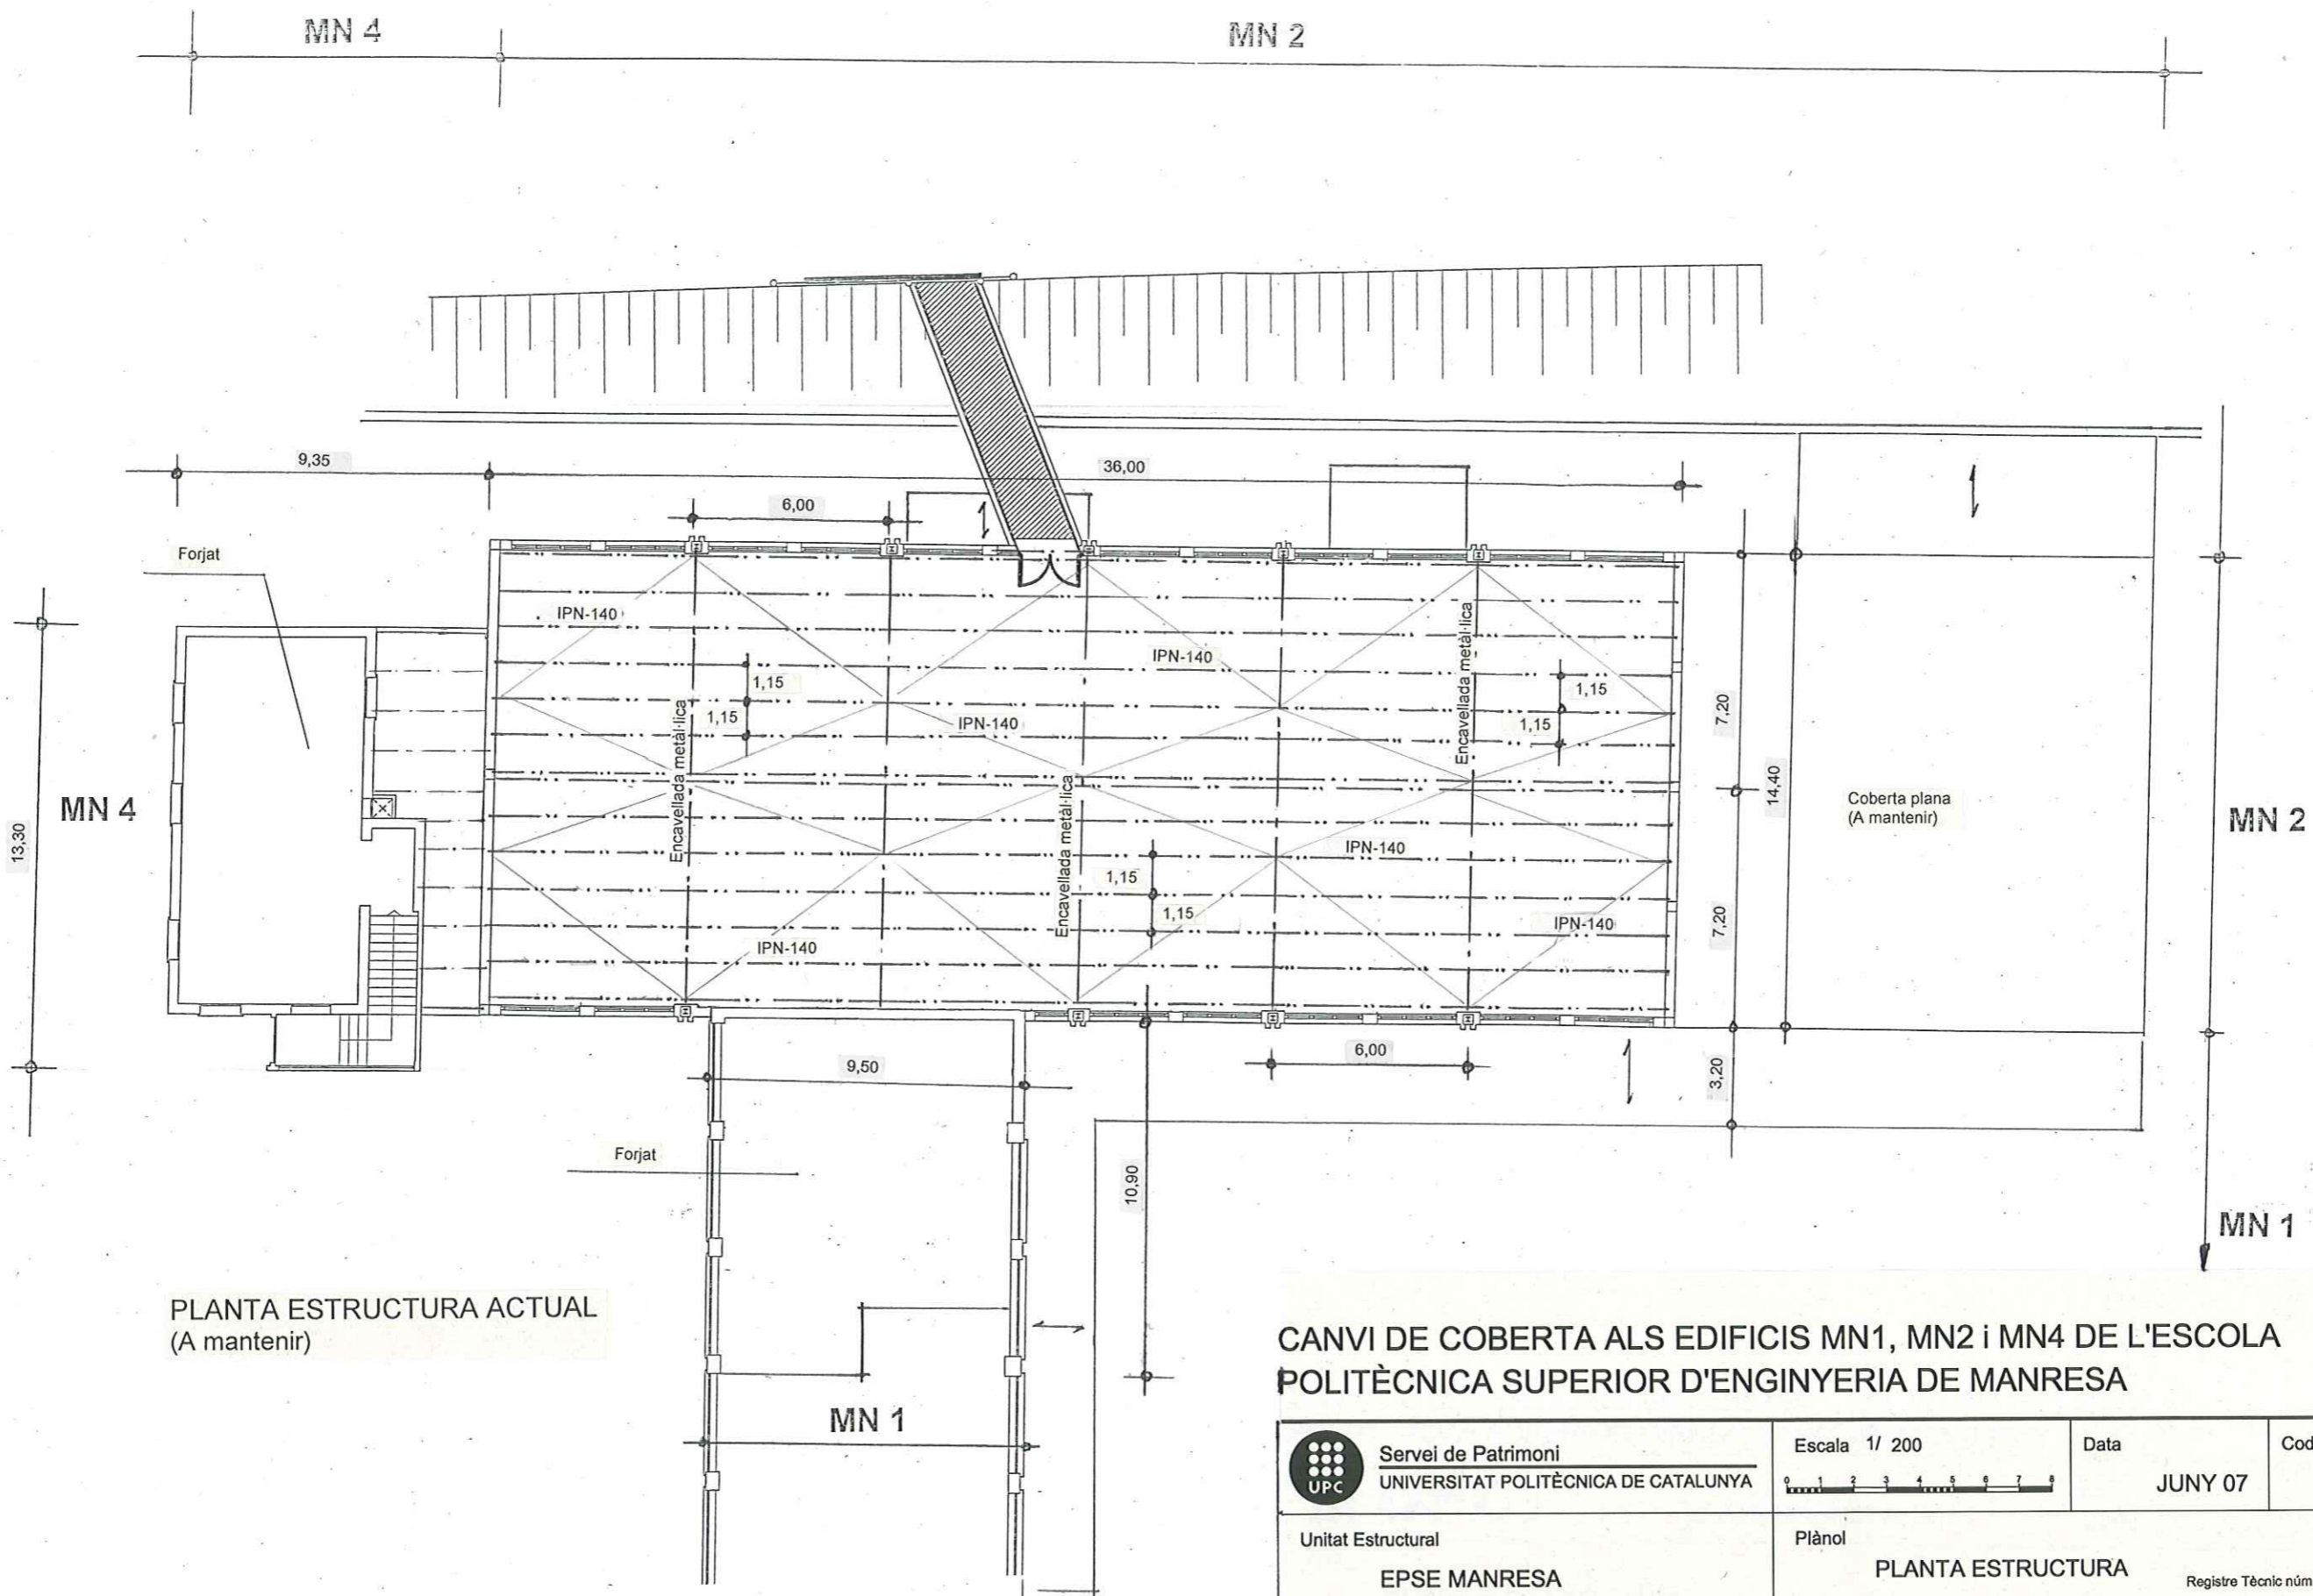 MN 4
MN 2
9,35
36,00
6,00
Forjat
IPN-140
Encavellada metàl·lica
IPN-140
1,15
1,15
1,15
1,15
7,20
Encavellada metàl·lica
IPN-140
14,40
Coberta plana
(A mantenir)
MN 4
MN 2
13,30
Encavellada metàl·lica
IPN-140
1,15
1,15
7,20
IPN-140
IPN-140
6,00
9,50
3,20
Forjat
10,90
MN 1
PLANTA ESTRUCTURA ACTUAL
(A mantenir)
MN 1
CANVI DE COBERTA ALS EDIFICIS MN1, MN2 i MN4 DE L'ESCOLA
POLITÈCNICA SUPERIOR D'ENGINYERIA DE MANRESA
UPC
Servei de Patrimoni
UNIVERSITAT POLITÈCNICA DE CATALUNYA
Escala 1/ 200
0 1 2 3 4 5 6 7 8
Data
JUNY 07
Cod
Unitat Estructural
EPSE MANRESA
Plànol
PLANTA ESTRUCTURA
Registre Tècnic núm